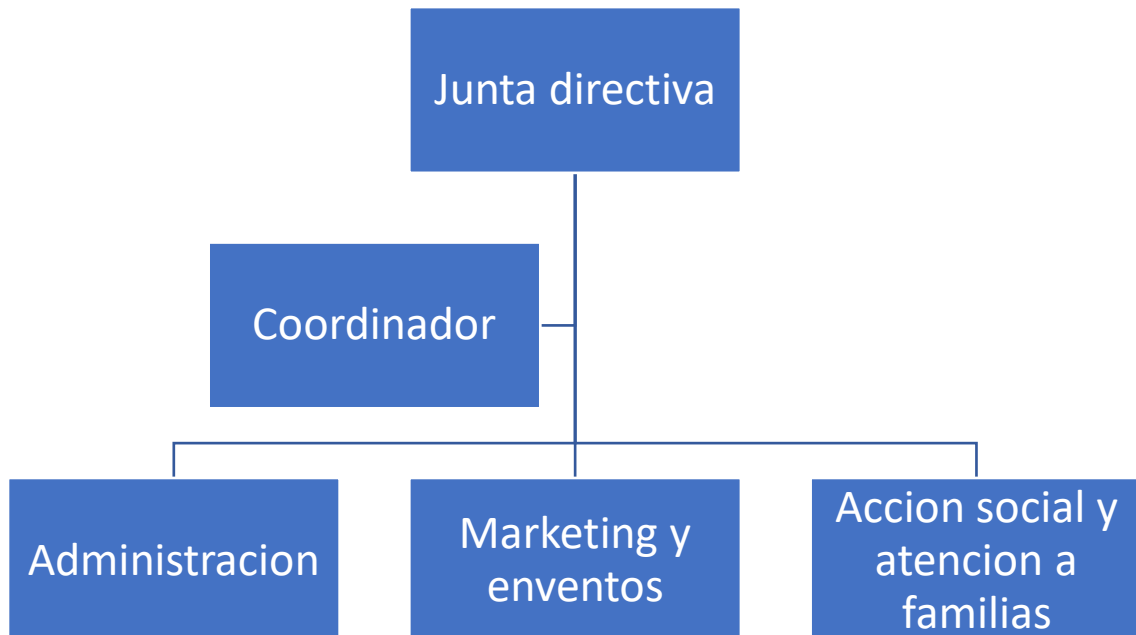 Junta directiva
Coordinador
Administracion
Marketing y
enventos
Accion social y
atencion a
familias